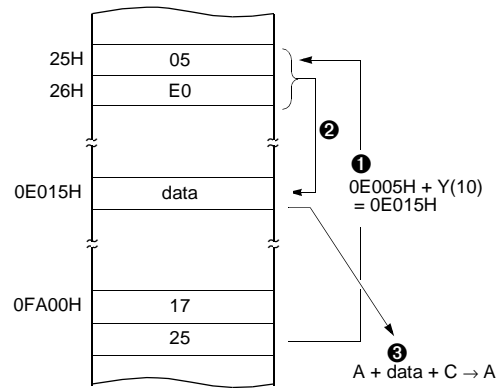 25H 05
26H E0
❷
❶
0E015H data
0E005H + Y(10)
= 0E015H
0FA00H 17
25
❸
A + data + C → A